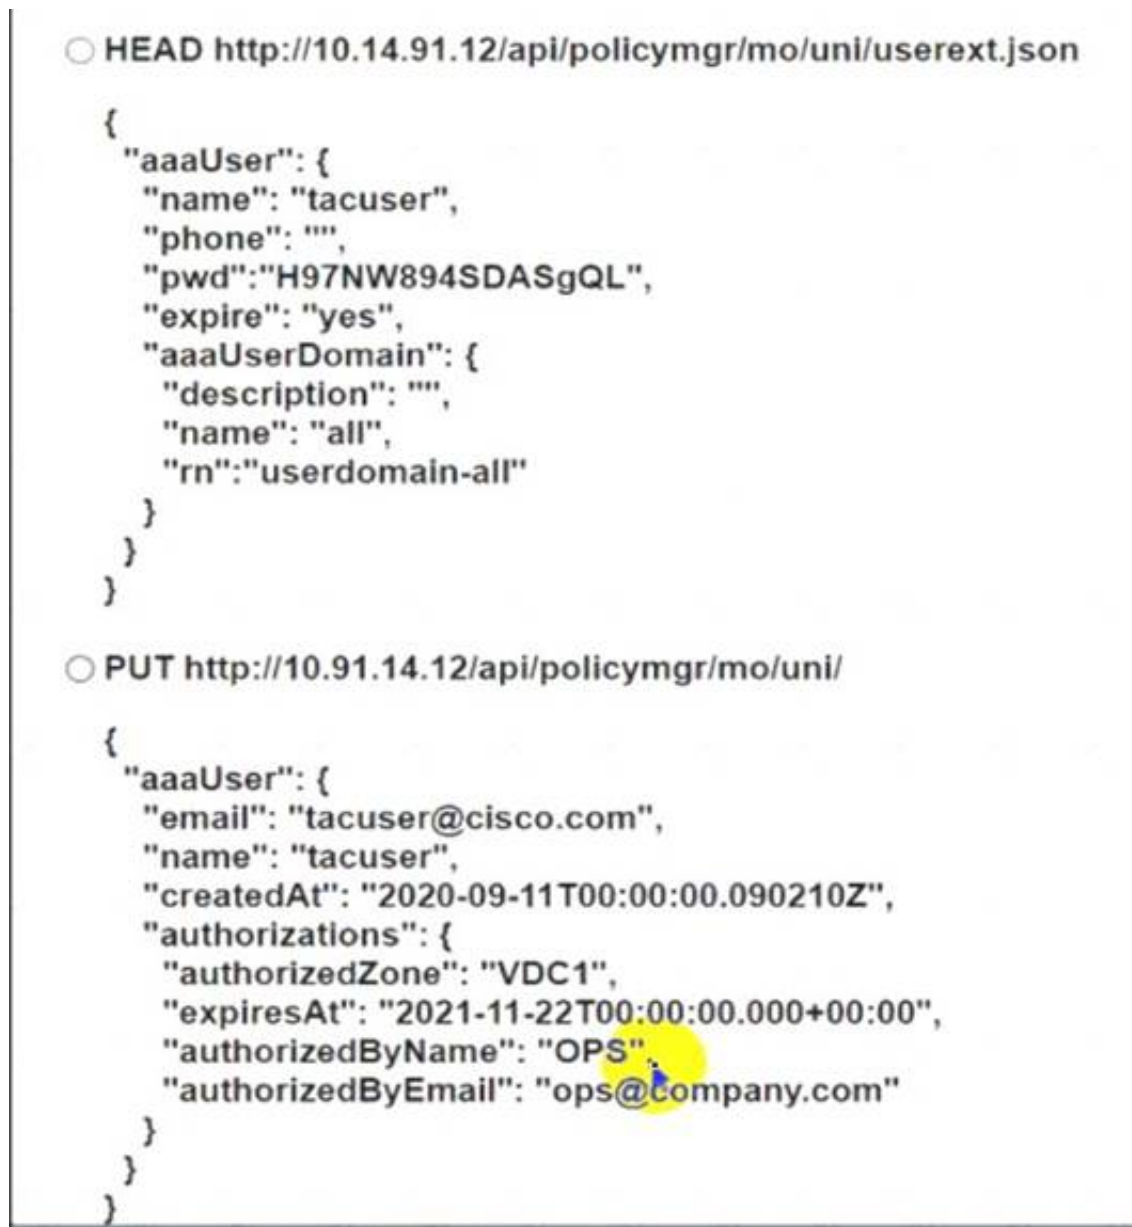 HEAD http://10.14.91.12/api/policymgr/mo/uni/userext.json
{
"aaaUser": {
"name": "tacuser",
"phone": "",
"pwd":"H97NW894SDASgQL",
"expire": "yes",
"aaaUserDomain": {
"description": "",
"name": "all",
"rn":"userdomain-all"
}
}
}
PUT http://10.91.14.12/api/policymgr/mo/uni/
{
"aaaUser": {
"email": "tacuser@cisco.com",
"name": "tacuser",
"createdAt": "2020-09-11T00:00:00.090210Z",
"authorizations": {
"authorizedZone": "VDC1",
"expiresAt": "2021-11-22T00:00:00.000+00:00",
"authorizedByName": "OPS",
"authorizedByEmail": "ops@company.com"
}
}
}